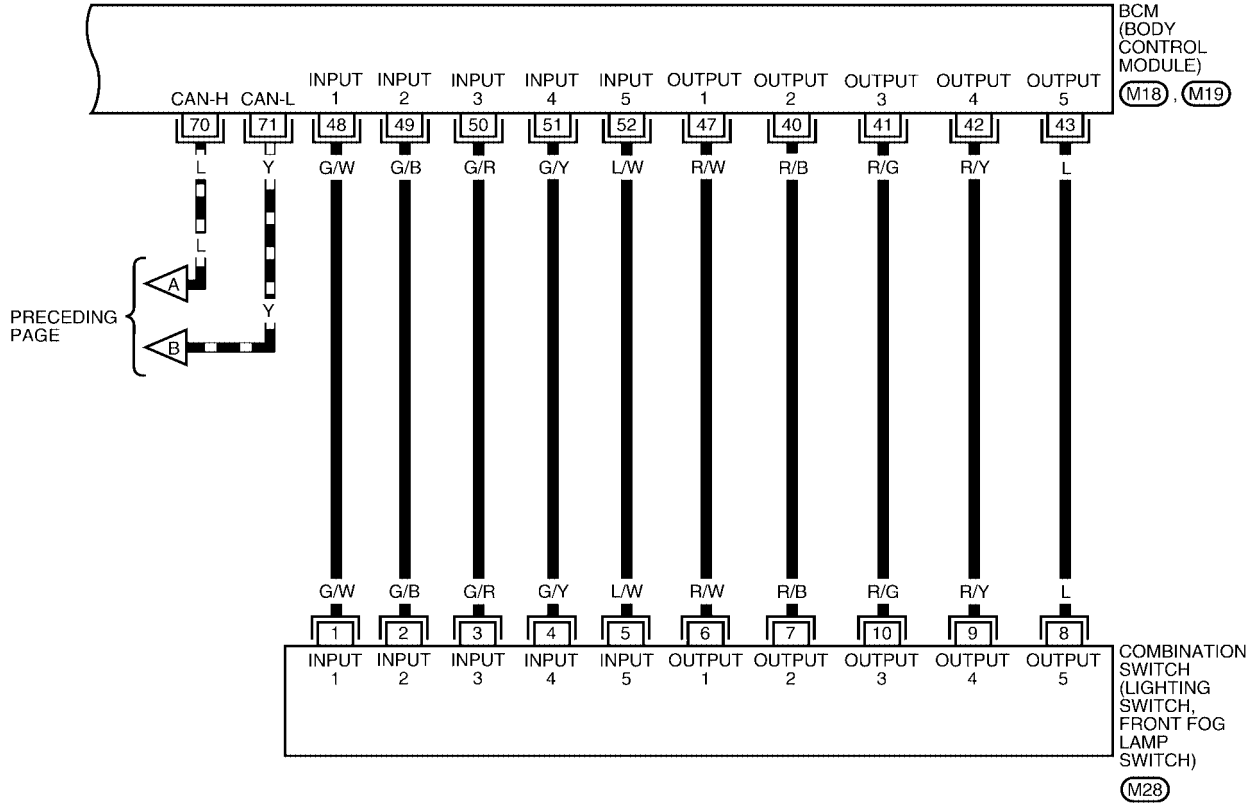 BCM
(BODY
CONTROL
MODULE)
M18 , M19
INPUT INPUT INPUT INPUT INPUT OUTPUT OUTPUT OUTPUT OUTPUT OUTPUT
CAN-H CAN-L 1 2 3 4 5 1 2 3 4 5
70 71 48 49 50 51 52 47 40 41 42 43
L Y G/W G/B G/R G/Y L/W R/W R/B R/G R/Y L
L
A
Y
PRECEDING
PAGE
B
G/W G/B G/R G/Y L/W R/W R/B R/G R/Y L
1 2 3 4 5 6 7 10 9 8
INPUT INPUT INPUT INPUT INPUT OUTPUT OUTPUT OUTPUT OUTPUT OUTPUT
1 2 3 4 5 1 2 3 4 5
COMBINATION
SWITCH
(LIGHTING
SWITCH,
FRONT FOG
LAMP
SWITCH)
M28